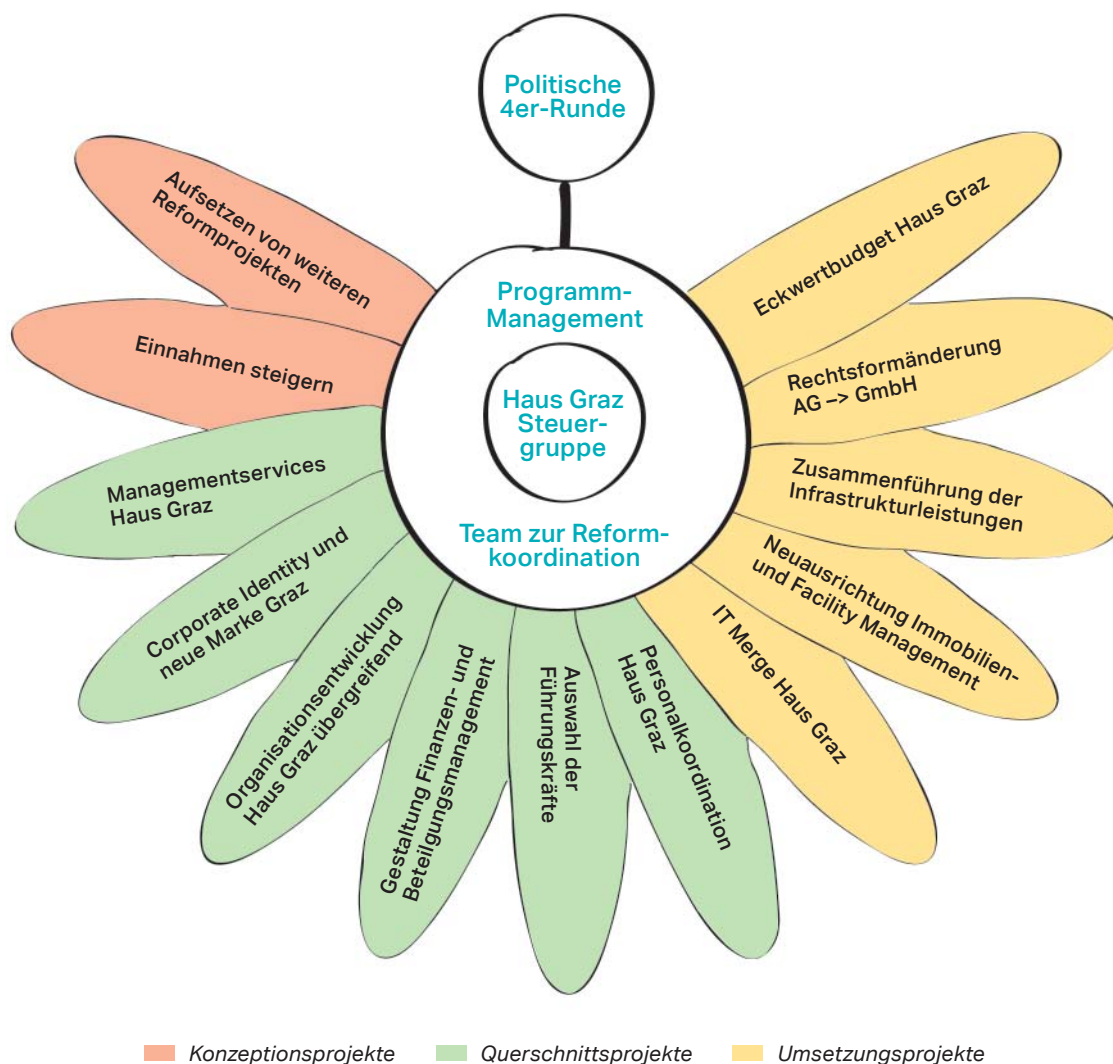 Politische
4er-Runde
Programm-
Management
Haus Graz
Steuer-
gruppe
Team zur Reform-
koordination
Aufsetzen von weiteren
Reformprojekten
Einnahmen steigern
Managementservices
Haus Graz
Corporate Identity und
neue Marke Graz
Organisationsentwicklung
Haus Graz übergreifend
Gestaltung Finanzen- und
Beteilgungsmanagement
Auswahl der
Führungskräfte
Personalkoordination
Haus Graz
IT Merge Haus Graz
Neuausrichtung Immobilien-
und Facility Management
Zusammenführung der
Infrastrukturleistungen
Rechtsformänderung
AG –> GmbH
Eckwertbudget Haus Graz
Konzeptionsprojekte
Querschnittsprojekte
Umsetzungsprojekte